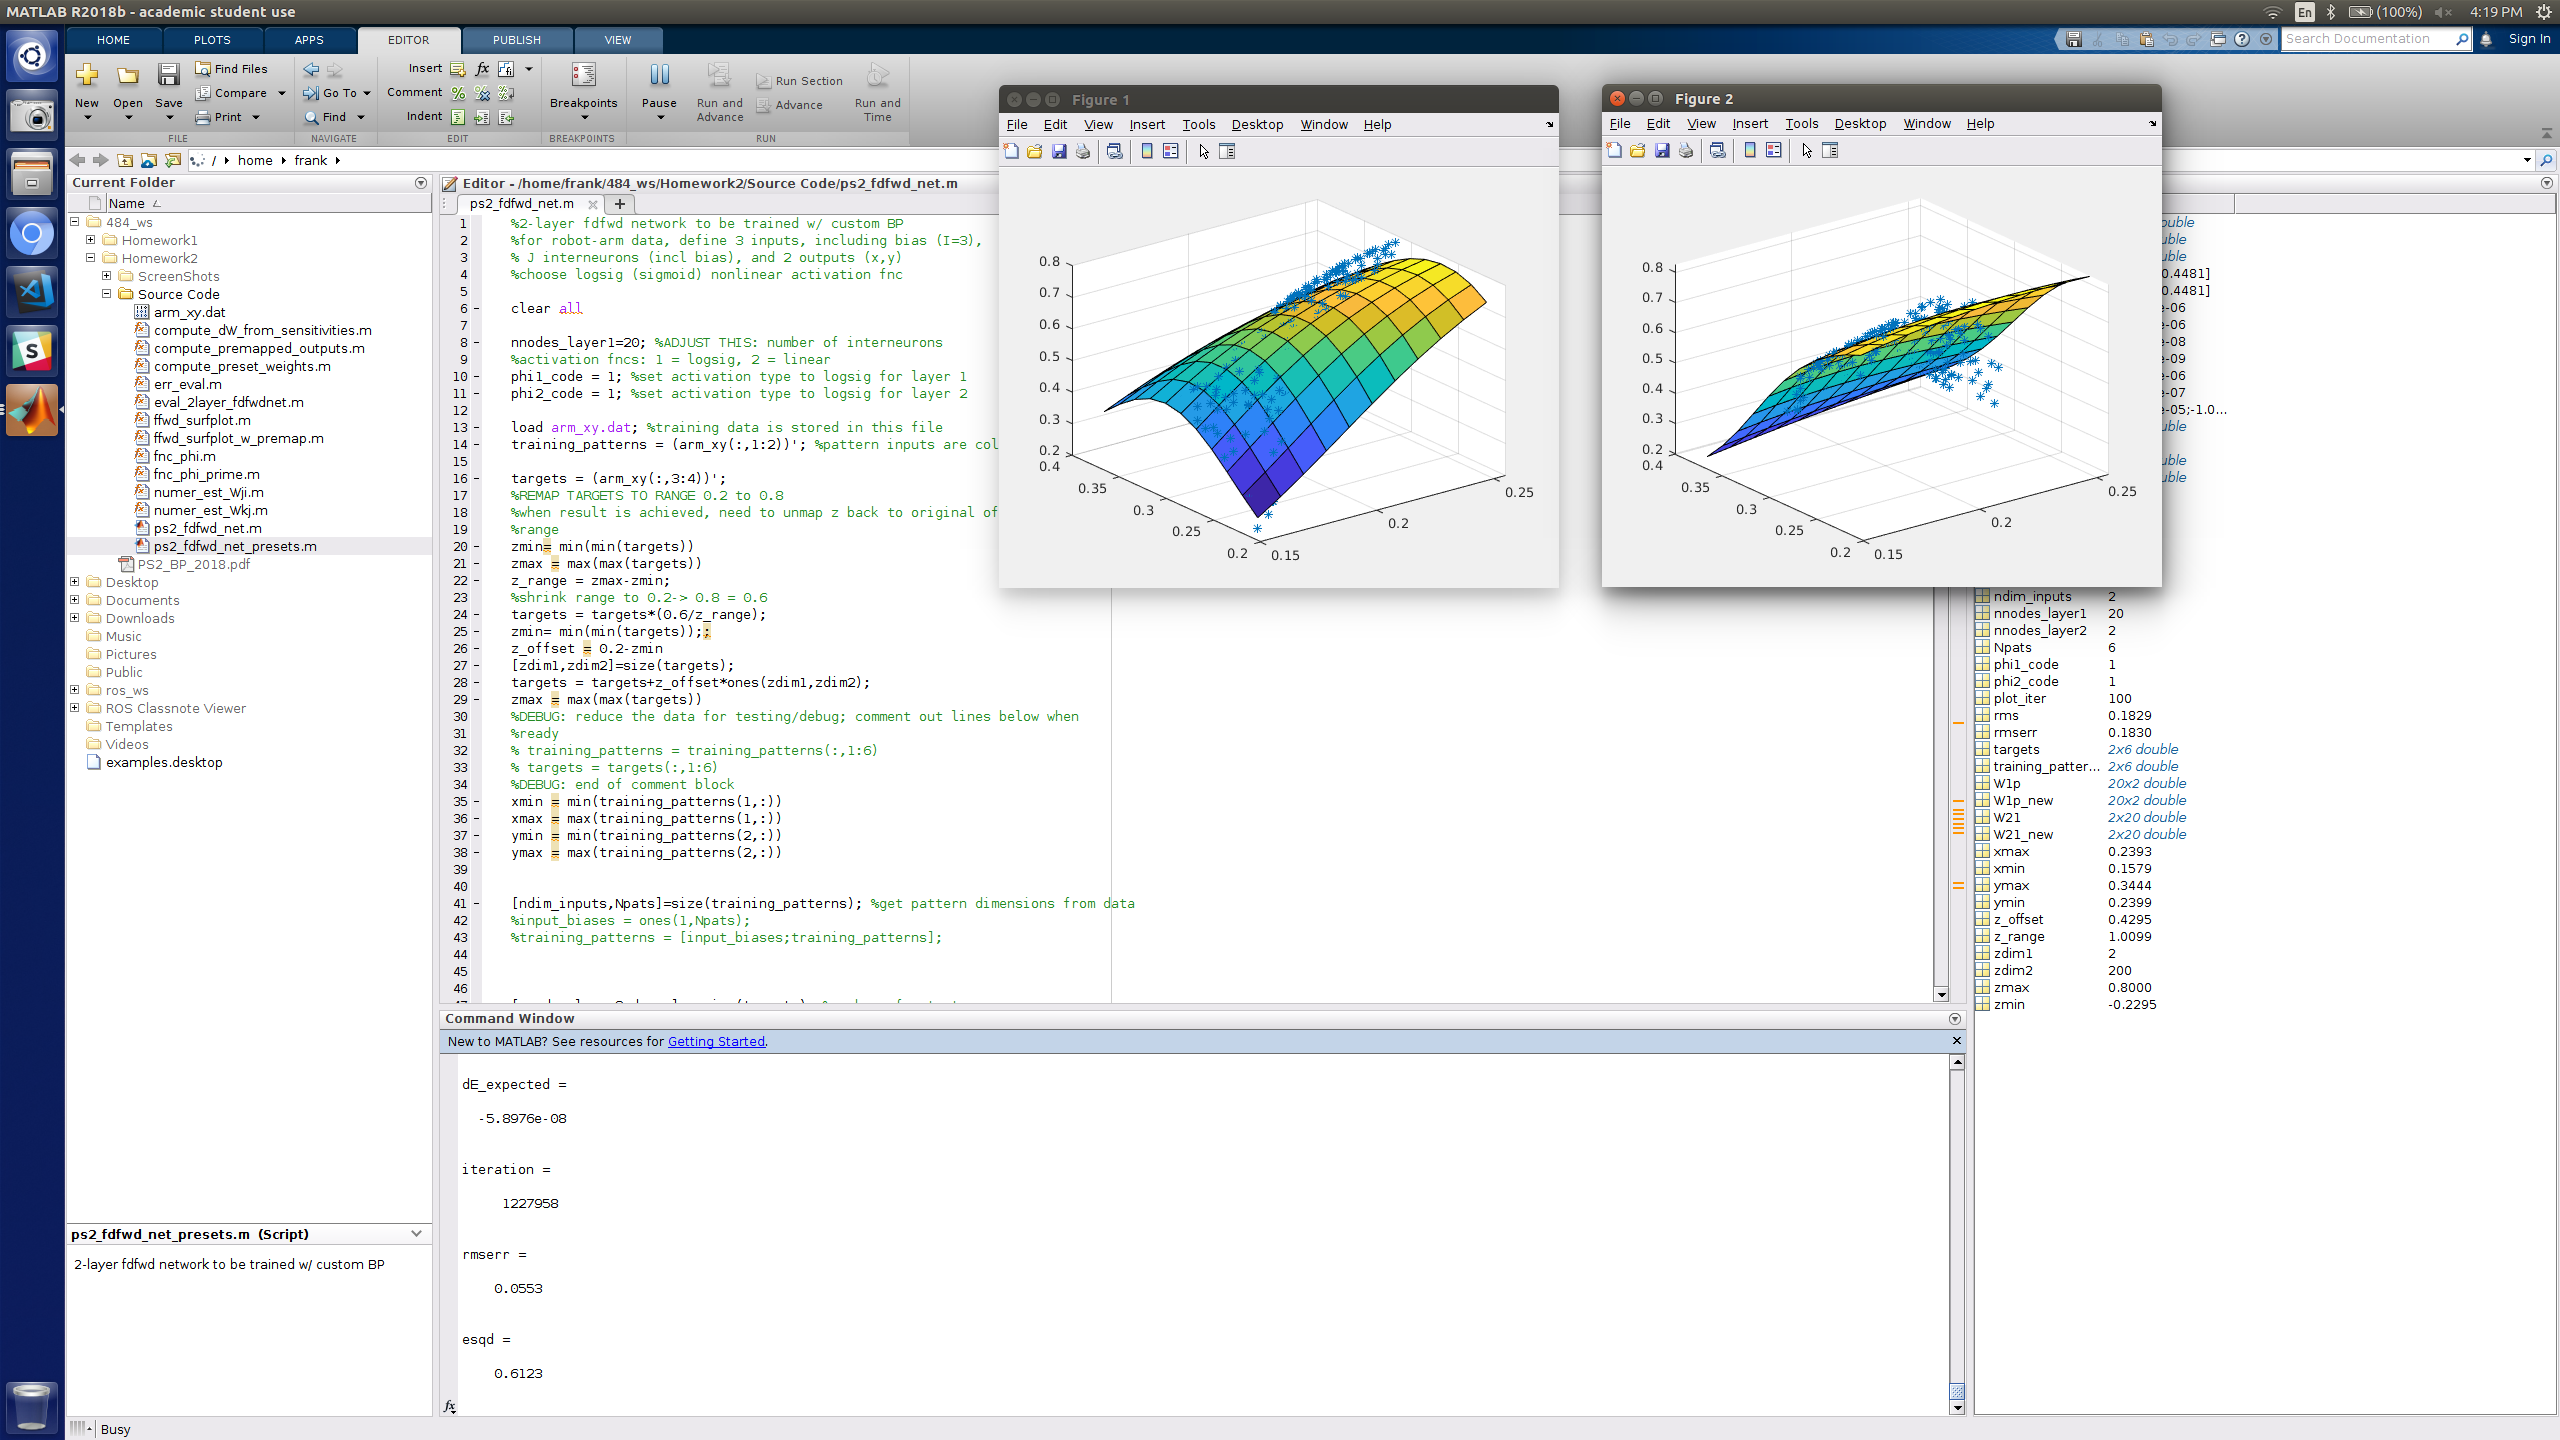 MATLAB R2018b - academic student use
En
(100%)
4:19 PM
HOME PLOTS APPS EDITOR PUBLISH VIEW
Search Documentation
Sign In
New
Open
Save
Find Files
Compare
Print
FILE
Go To
Find
NAVIGATE
Insert
Comment
Indent
EDIT
Breakpoints
BREAKPOINTS
Pause
Run and Advance
Run Section
Advance
Run and Time
RUN
/ home frank
Current Folder
Name
484_ws
Homework1
Homework2
ScreenShots
Source Code
arm_xy.dat
compute_dW_from_sensitivities.m
compute_premapped_outputs.m
compute_preset_weights.m
err_eval.m
eval_2layer_fdfwdnet.m
ffwd_surfplot.m
ffwd_surfplot_w_premap.m
fnc_phi.m
fnc_phi_prime.m
numer_est_Wji.m
numer_est_Wkj.m
ps2_fdfwd_net.m
ps2_fdfwd_net_presets.m
PS2_BP_2018.pdf
Desktop
Documents
Downloads
Music
Pictures
Public
ros_ws
ROS Classnote Viewer
Templates
Videos
examples.desktop
ps2_fdfwd_net_presets.m (Script)
2-layer fdfwd network to be trained w/ custom BP
Busy
Editor - /home/frank/484_ws/Homework2/Source Code/ps2_fdfwd_net.m
ps2_fdfwd_net.m
1 %2-layer fdfwd network to be trained w/ custom BP
2 %for robot-arm data, define 3 inputs, including bias (I=3),
3 % J interneurons (incl bias), and 2 outputs (x,y)
4 %choose logsig (sigmoid) nonlinear activation fnc
5
6 - clear all
7
8 - nnodes_layer1=20; %ADJUST THIS: number of interneurons
9 %activation fncs: 1 = logsig, 2 = linear
10 - phi1_code = 1; %set activation type to logsig for layer 1
11 - phi2_code = 1; %set activation type to logsig for layer 2
12
13 - load arm_xy.dat; %training data is stored in this file
14 - training_patterns = (arm_xy(:,1:2))'; %pattern inputs are col
15
16 - targets = (arm_xy(:,3:4))';
17 %REMAP TARGETS TO RANGE 0.2 to 0.8
18 %when result is achieved, need to unmap z back to original of
19 %range
20 - zmin= min(min(targets))
21 - zmax = max(max(targets))
22 - z_range = zmax-zmin;
23 %shrink range to 0.2-> 0.8 = 0.6
24 - targets = targets*(0.6/z_range);
25 - zmin= min(min(targets));;
26 - z_offset = 0.2-zmin
27 - [zdim1,zdim2]=size(targets);
28 - targets = targets+z_offset*ones(zdim1,zdim2);
29 - zmax = max(max(targets))
30 %DEBUG: reduce the data for testing/debug; comment out lines below when
31 %ready
32 % training_patterns = training_patterns(:,1:6)
33 % targets = targets(:,1:6)
34 %DEBUG: end of comment block
35 - xmin = min(training_patterns(1,:))
36 - xmax = max(training_patterns(1,:))
37 - ymin = min(training_patterns(2,:))
38 - ymax = max(training_patterns(2,:))
39
40
41 - [ndim_inputs,Npats]=size(training_patterns); %get pattern dimensions from data
42 %input_biases = ones(1,Npats);
43 %training_patterns = [input_biases;training_patterns];
44
45
46
Command Window
New to MATLAB? See resources for Getting Started.
dE_expected =
-5.8976e-08
iteration =
1227958
rmserr =
0.0553
esqd =
0.6123
fx
Figure 1
File Edit View Insert Tools Desktop Window Help
0.8
0.7
0.6
0.5
0.4
0.3
0.2
0.4
0.35
0.3
0.25
0.2
0.15
0.2
0.25
Figure 2
File Edit View Insert Tools Desktop Window Help
0.8
0.7
0.6
0.5
0.4
0.3
0.2
0.4
0.35
0.3
0.25
0.2
0.15
0.2
0.25
0.4481]
0.4481]
e-06
e-06
e-08
e-09
e-06
e-07
e-05;-1.0...
ndim_inputs 2
nnodes_layer1 20
nnodes_layer2 2
Npats 6
phi1_code 1
phi2_code 1
plot_iter 100
rms 0.1829
rmserr 0.1830
targets 2x6 double
training_patter... 2x6 double
W1p 20x2 double
W1p_new 20x2 double
W21 2x20 double
W21_new 2x20 double
xmax 0.2393
xmin 0.1579
ymax 0.3444
ymin 0.2399
z_offset 0.4295
z_range 1.0099
zdim1 2
zdim2 200
zmax 0.8000
zmin -0.2295